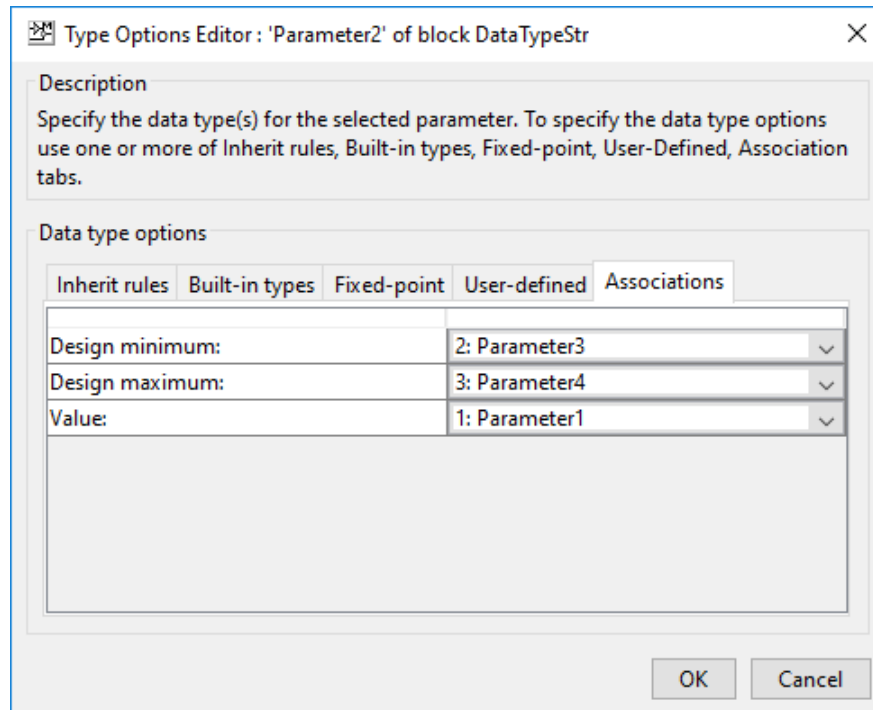 Type Options Editor : 'Parameter2' of block DataTypeStr
Description
Specify the data type(s) for the selected parameter. To specify the data type options
use one or more of Inherit rules, Built-in types, Fixed-point, User-Defined, Association
tabs.
Data type options
Inherit rules Built-in types Fixed-point User-defined Associations
Design minimum: 2: Parameter3
Design maximum: 3: Parameter4
Value: 1: Parameter1
OK Cancel